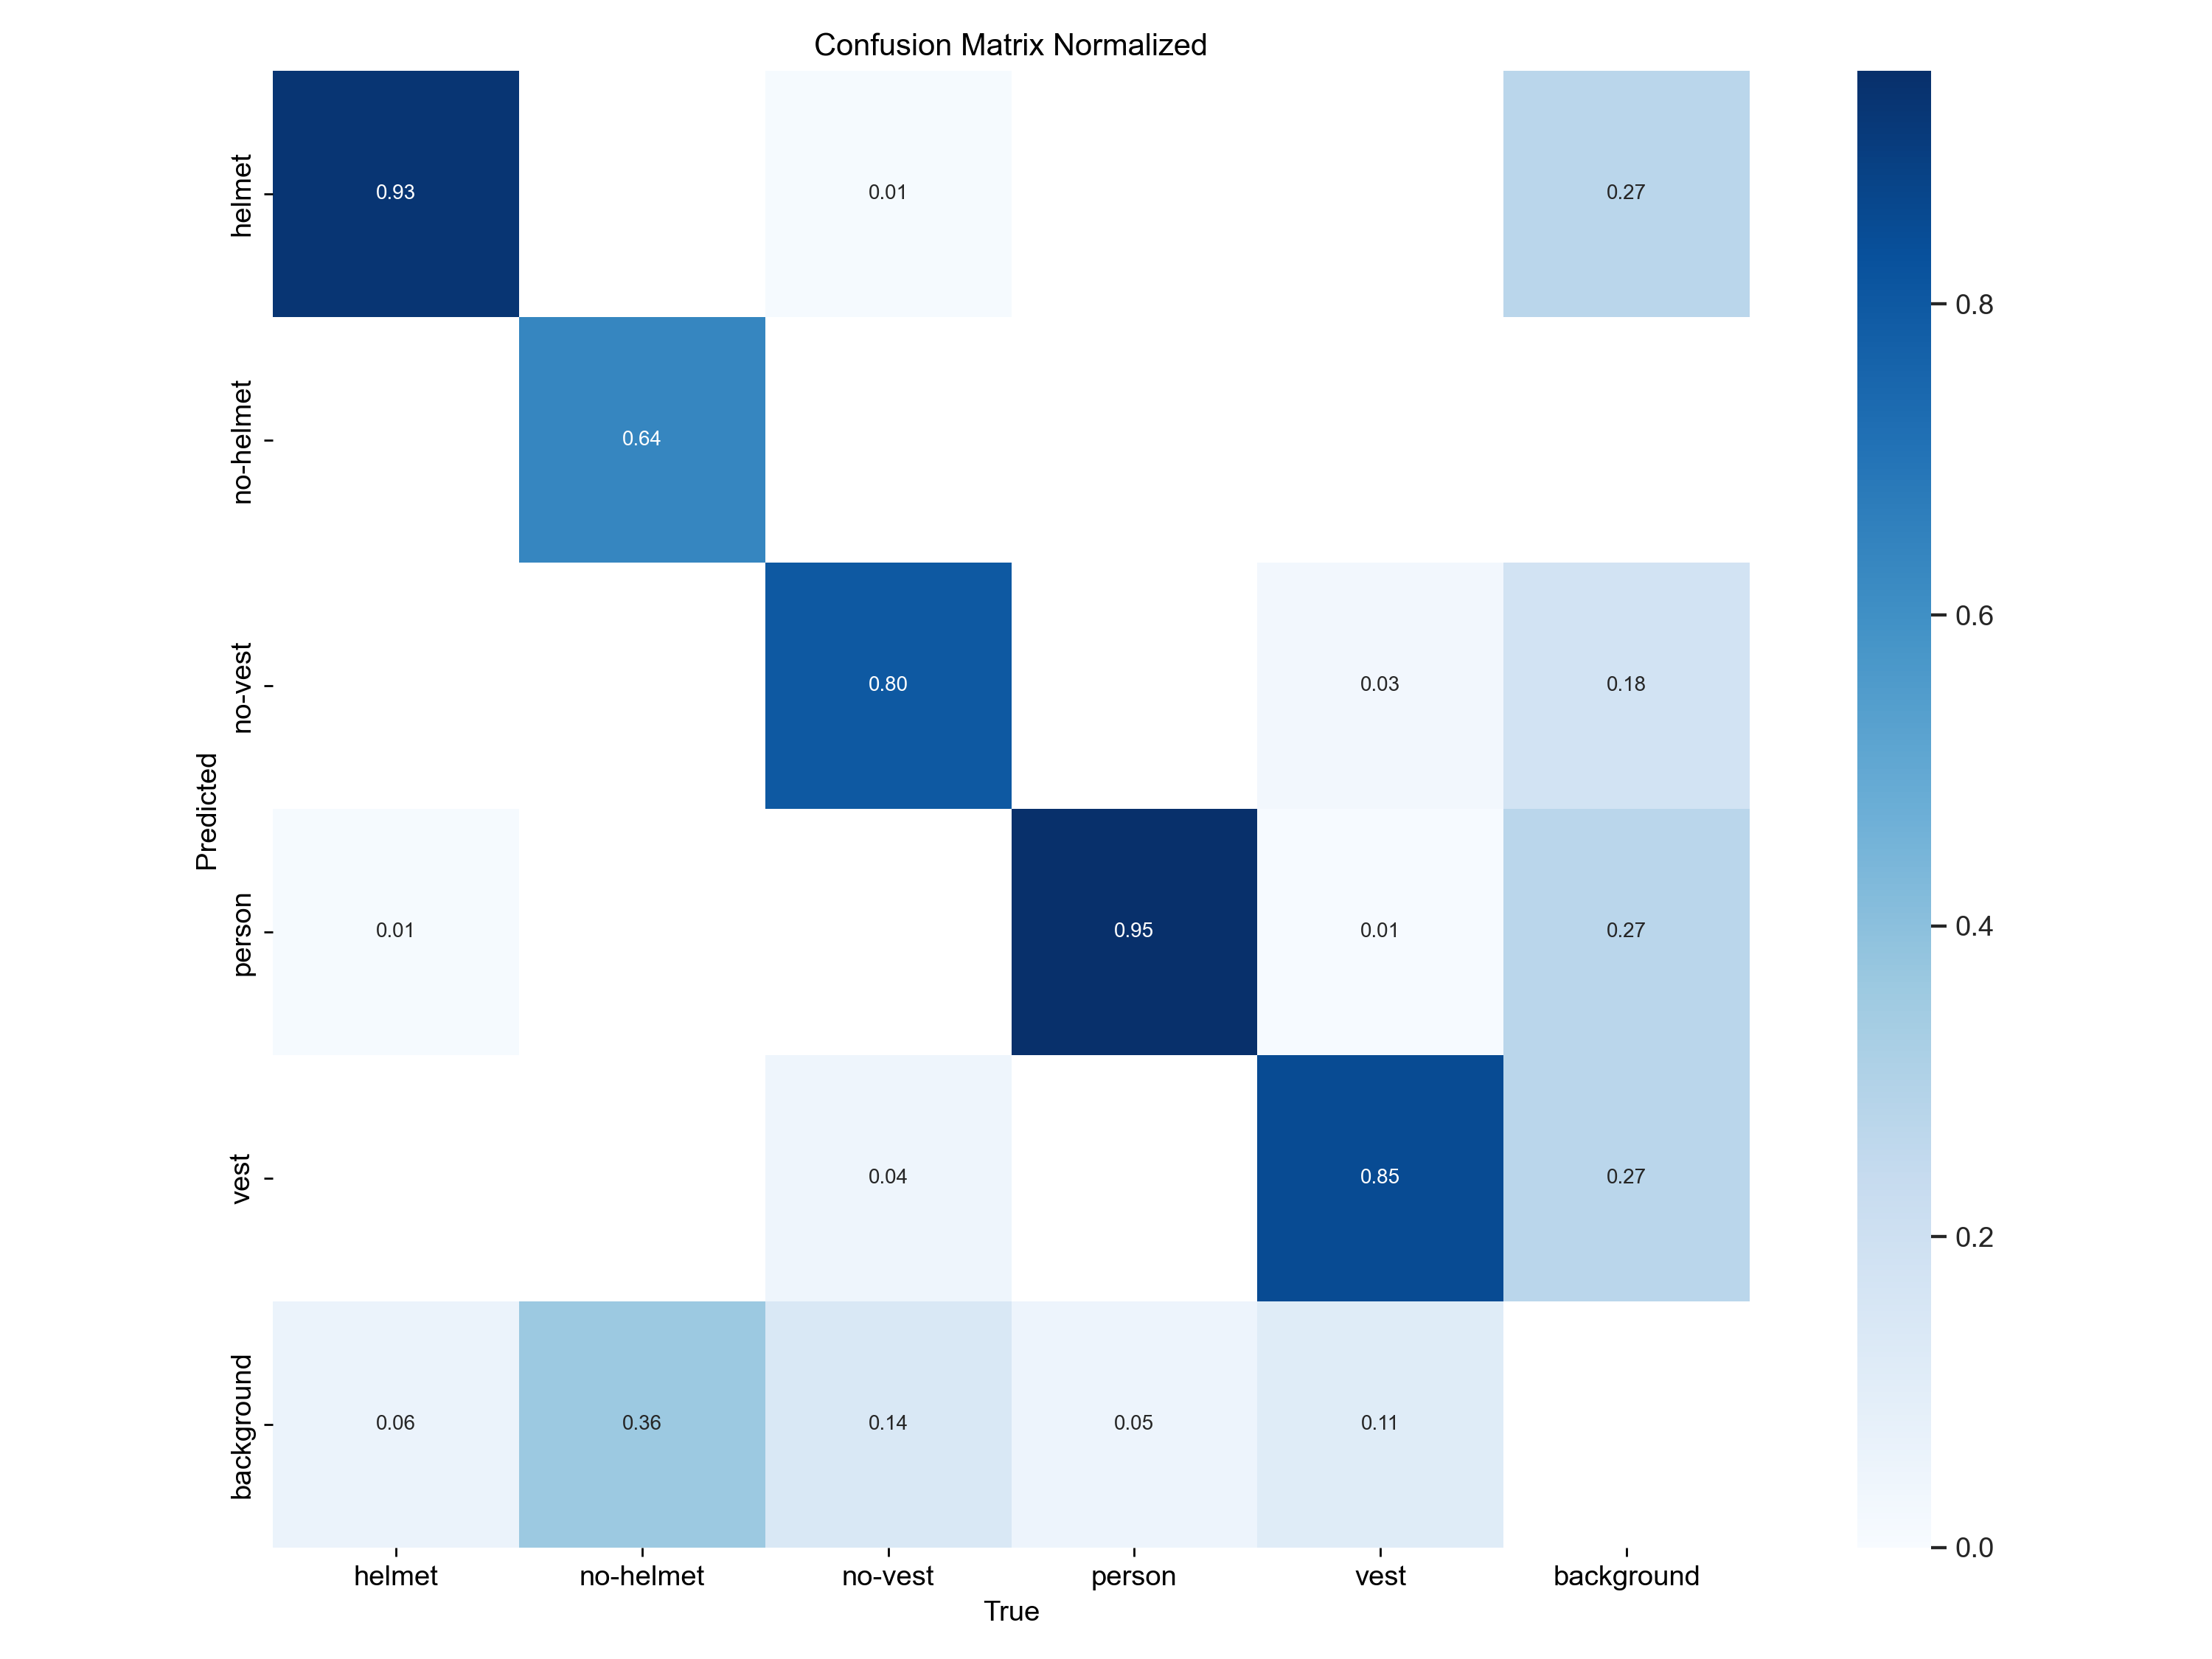 Confusion Matrix Normalized
helmet
0.93
0.01
0.27
0.8
no-helmet
0.64
0.6
no-vest
0.80
0.03
0.18
Predicted
person
0.01
0.95
0.01
0.27
0.4
vest
0.04
0.85
0.27
0.2
background
0.06
0.36
0.14
0.05
0.11
0.0
helmet
no-helmet
no-vest
person
vest
background
True